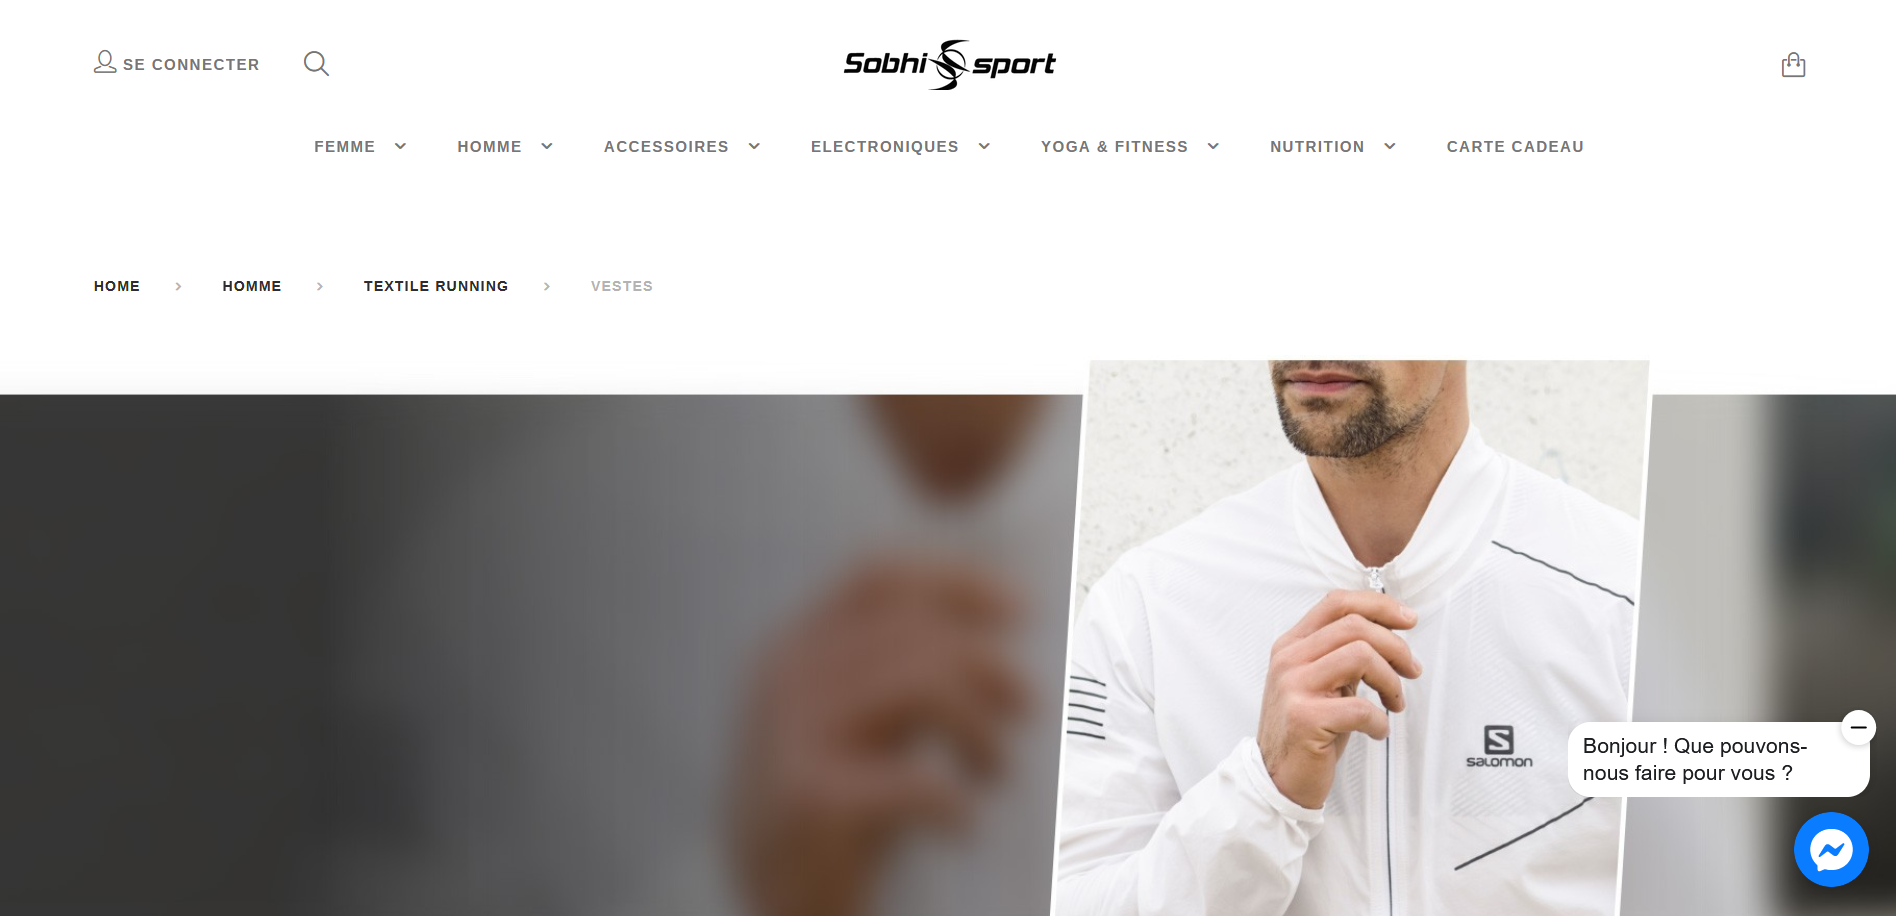 SE CONNECTER
Sobhi sport
FEMME
HOMME
ACCESSOIRES
ELECTRONIQUES
YOGA & FITNESS
NUTRITION
CARTE CADEAU
HOME
HOMME
TEXTILE RUNNING
VESTES
S
salomon
Bonjour ! Que pouvons-
nous faire pour vous ?